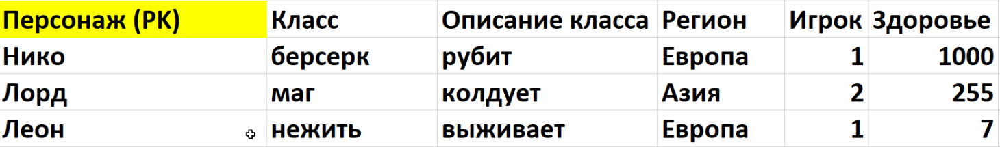 Персонаж (PK) Класс Описание класса Регион Игрок Здоровье
Нико берсерк рубит Европа 1 1000
Лорд маг колдует Азия 2 255
Леон нежить выживает Европа 1 7